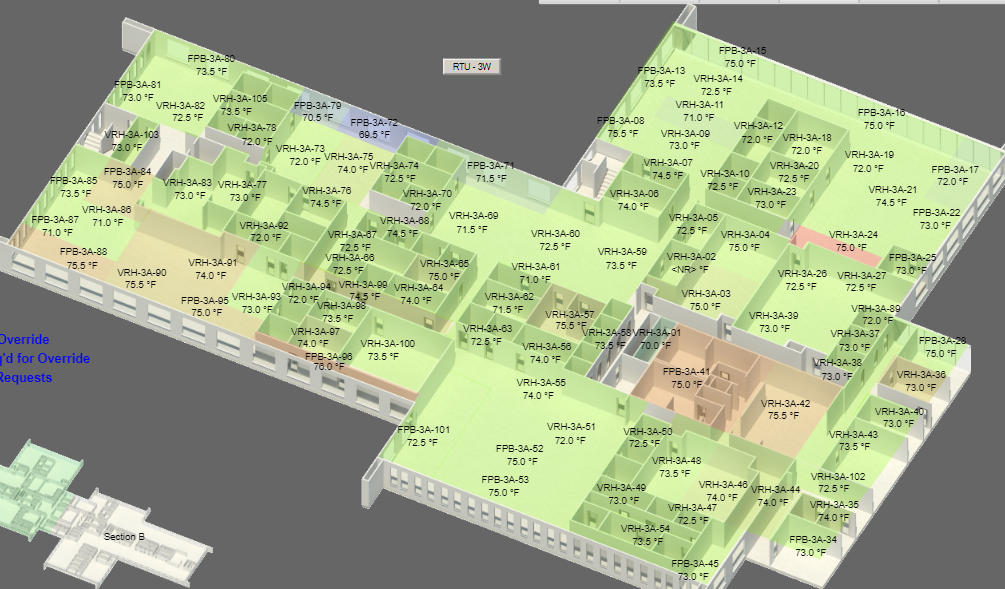 RTU - 3W
FPB-3A-80
73.5 °F
FPB-3A-81
73.0 °F
VRH-3A-82
72.5 °F
VRH-3A-105
73.5 °F
FPB-3A-79
70.5 °F
FPB-3A-72
69.5 °F
VRH-3A-103
73.0 °F
VRH-3A-78
72.0 °F
VRH-3A-73
72.0 °F
VRH-3A-75
74.0 °F
VRH-3A-74
72.5 °F
FPB-3A-71
71.5 °F
FPB-3A-85
73.5 °F
FPB-3A-84
75.0 °F
VRH-3A-83
73.0 °F
VRH-3A-77
73.0 °F
VRH-3A-76
74.5 °F
VRH-3A-70
72.0 °F
FPB-3A-87
71.0 °F
VRH-3A-86
71.0 °F
VRH-3A-92
72.0 °F
VRH-3A-67
72.5 °F
VRH-3A-68
74.5 °F
VRH-3A-69
71.5 °F
FPB-3A-88
75.5 °F
VRH-3A-90
75.5 °F
VRH-3A-91
74.0 °F
VRH-3A-66
72.5 °F
VRH-3A-65
75.0 °F
FPB-3A-95
75.0 °F
VRH-3A-93
73.0 °F
VRH-3A-94
72.0 °F
VRH-3A-99
74.5 °F
VRH-3A-64
74.0 °F
VRH-3A-98
73.5 °F
VRH-3A-97
74.0 °F
VRH-3A-100
73.5 °F
FPB-3A-96
76.0 °F
FPB-3A-15
75.0 °F
FPB-3A-13
73.5 °F
VRH-3A-14
72.5 °F
VRH-3A-11
71.0 °F
FPB-3A-16
75.0 °F
FPB-3A-08
75.5 °F
VRH-3A-09
73.0 °F
VRH-3A-12
72.0 °F
VRH-3A-18
72.0 °F
VRH-3A-19
72.0 °F
FPB-3A-17
72.0 °F
VRH-3A-07
74.5 °F
VRH-3A-10
72.5 °F
VRH-3A-20
72.5 °F
VRH-3A-06
74.0 °F
VRH-3A-23
73.0 °F
VRH-3A-21
74.5 °F
FPB-3A-22
73.0 °F
VRH-3A-05
72.5 °F
VRH-3A-04
75.0 °F
VRH-3A-24
75.0 °F
FPB-3A-25
73.0 °F
VRH-3A-60
72.5 °F
VRH-3A-59
73.5 °F
VRH-3A-02
<NR> °F
VRH-3A-26
72.5 °F
VRH-3A-27
72.5 °F
VRH-3A-61
71.0 °F
VRH-3A-03
75.0 °F
VRH-3A-62
71.5 °F
VRH-3A-57
75.5 °F
VRH-3A-39
73.0 °F
VRH-3A-89
72.0 °F
VRH-3A-63
72.5 °F
VRH-3A-58
73.5 °F
VRH-3A-01
70.0 °F
VRH-3A-37
73.0 °F
FPB-3A-28
75.0 °F
VRH-3A-56
74.0 °F
VRH-3A-38
73.0 °F
FPB-3A-41
75.0 °F
VRH-3A-36
73.0 °F
VRH-3A-55
74.0 °F
VRH-3A-42
75.5 °F
VRH-3A-40
73.0 °F
FPB-3A-101
72.5 °F
VRH-3A-51
72.0 °F
VRH-3A-50
72.5 °F
VRH-3A-43
73.5 °F
FPB-3A-52
75.0 °F
VRH-3A-48
73.5 °F
FPB-3A-53
75.0 °F
VRH-3A-49
73.0 °F
VRH-3A-46
74.0 °F
VRH-3A-44
74.0 °F
VRH-3A-102
72.5 °F
VRH-3A-47
72.5 °F
VRH-3A-35
74.0 °F
VRH-3A-54
73.5 °F
FPB-3A-34
73.0 °F
FPB-3A-45
73.0 °F
Override
q'd for Override
Requests
Section B